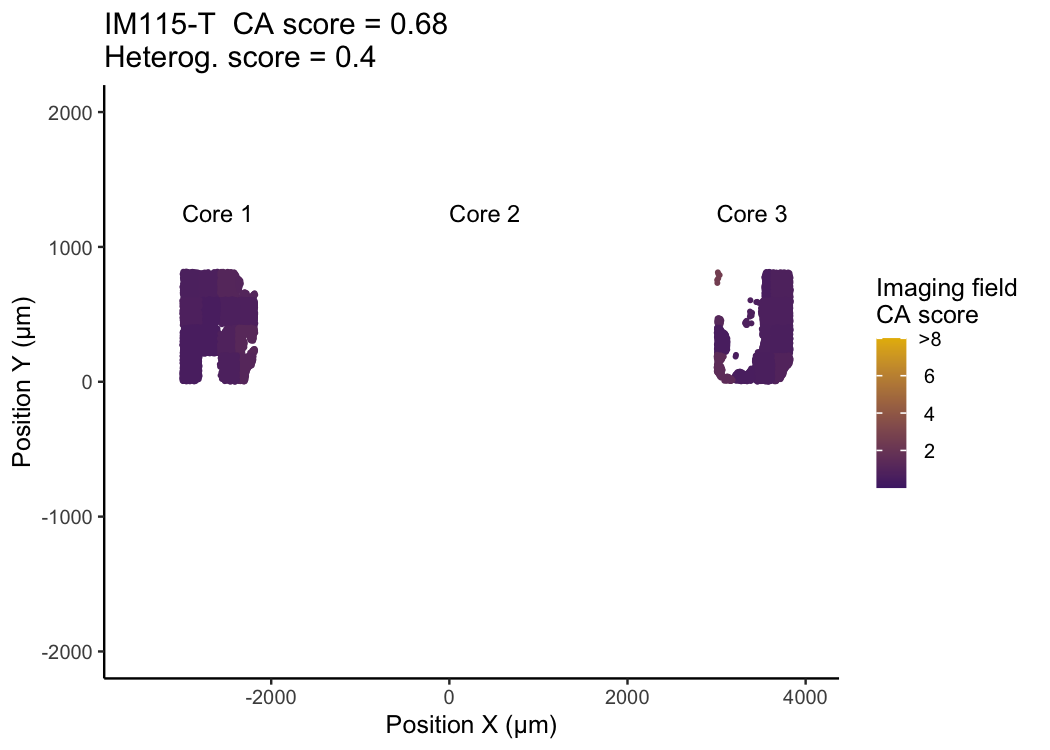 IM115-T  CA score = 0.68
Heterog. score = 0.4
2000
1000
0
-1000
-2000
Position Y (µm)
Core 1
Core 2
Core 3
-2000
0
2000
4000
Position X (µm)
Imaging field
CA score
>8
6
4
2